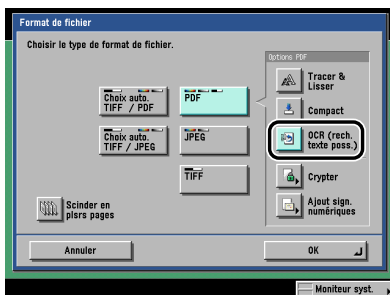 Format de fichier
Choisir le type de format de fichier.
Options PDF
Choix auto.
TIFF / PDF
PDF
Tracer &
Lisser
Compact
Choix auto.
TIFF / JPEG
JPEG
OCR (rech.
texte poss.)
TIFF
Crypter
Scinder en
plsrs pages
Ajout sign.
numériques
Annuler
OK
Moniteur syst.